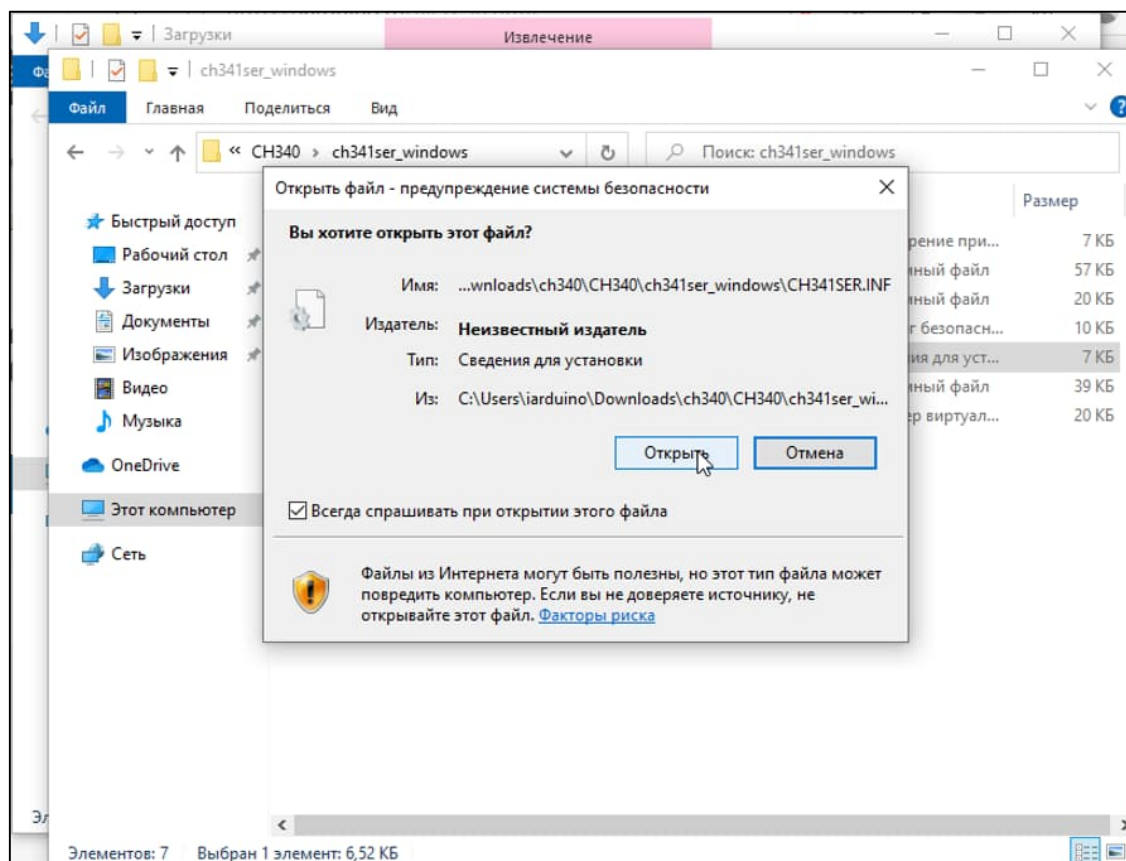 Загрузки
Извлечение
ch341ser_windows
Файл Главная Поделиться Вид
« CH340 › ch341ser_windows
Поиск: ch341ser_windows
Открыть файл - предупреждение системы безопасности
Размер
Быстрый доступ
Рабочий стол
Загрузки
Документы
Изображения
Видео
Музыка
OneDrive
Этот компьютер
Сеть
Вы хотите открыть этот файл?
Имя: ...wnloads\ch340\CH340\ch341ser_windows\CH341SER.INF
Издатель: Неизвестный издатель
Тип: Сведения для установки
Из: C:\Users\iarduino\Downloads\ch340\CH340\ch341ser_wi...
Открыть Отмена
Всегда спрашивать при открытии этого файла
Файлы из Интернета могут быть полезны, но этот тип файла может
повредить компьютер. Если вы не доверяете источнику, не
открывайте этот файл. Факторы риска
при... 7 КБ
файл 57 КБ
файл 20 КБ
безопасн... 10 КБ
для уст... 7 КБ
файл 39 КБ
виртуал... 20 КБ
Элементов: 7 Выбран 1 элемент: 6,52 КБ